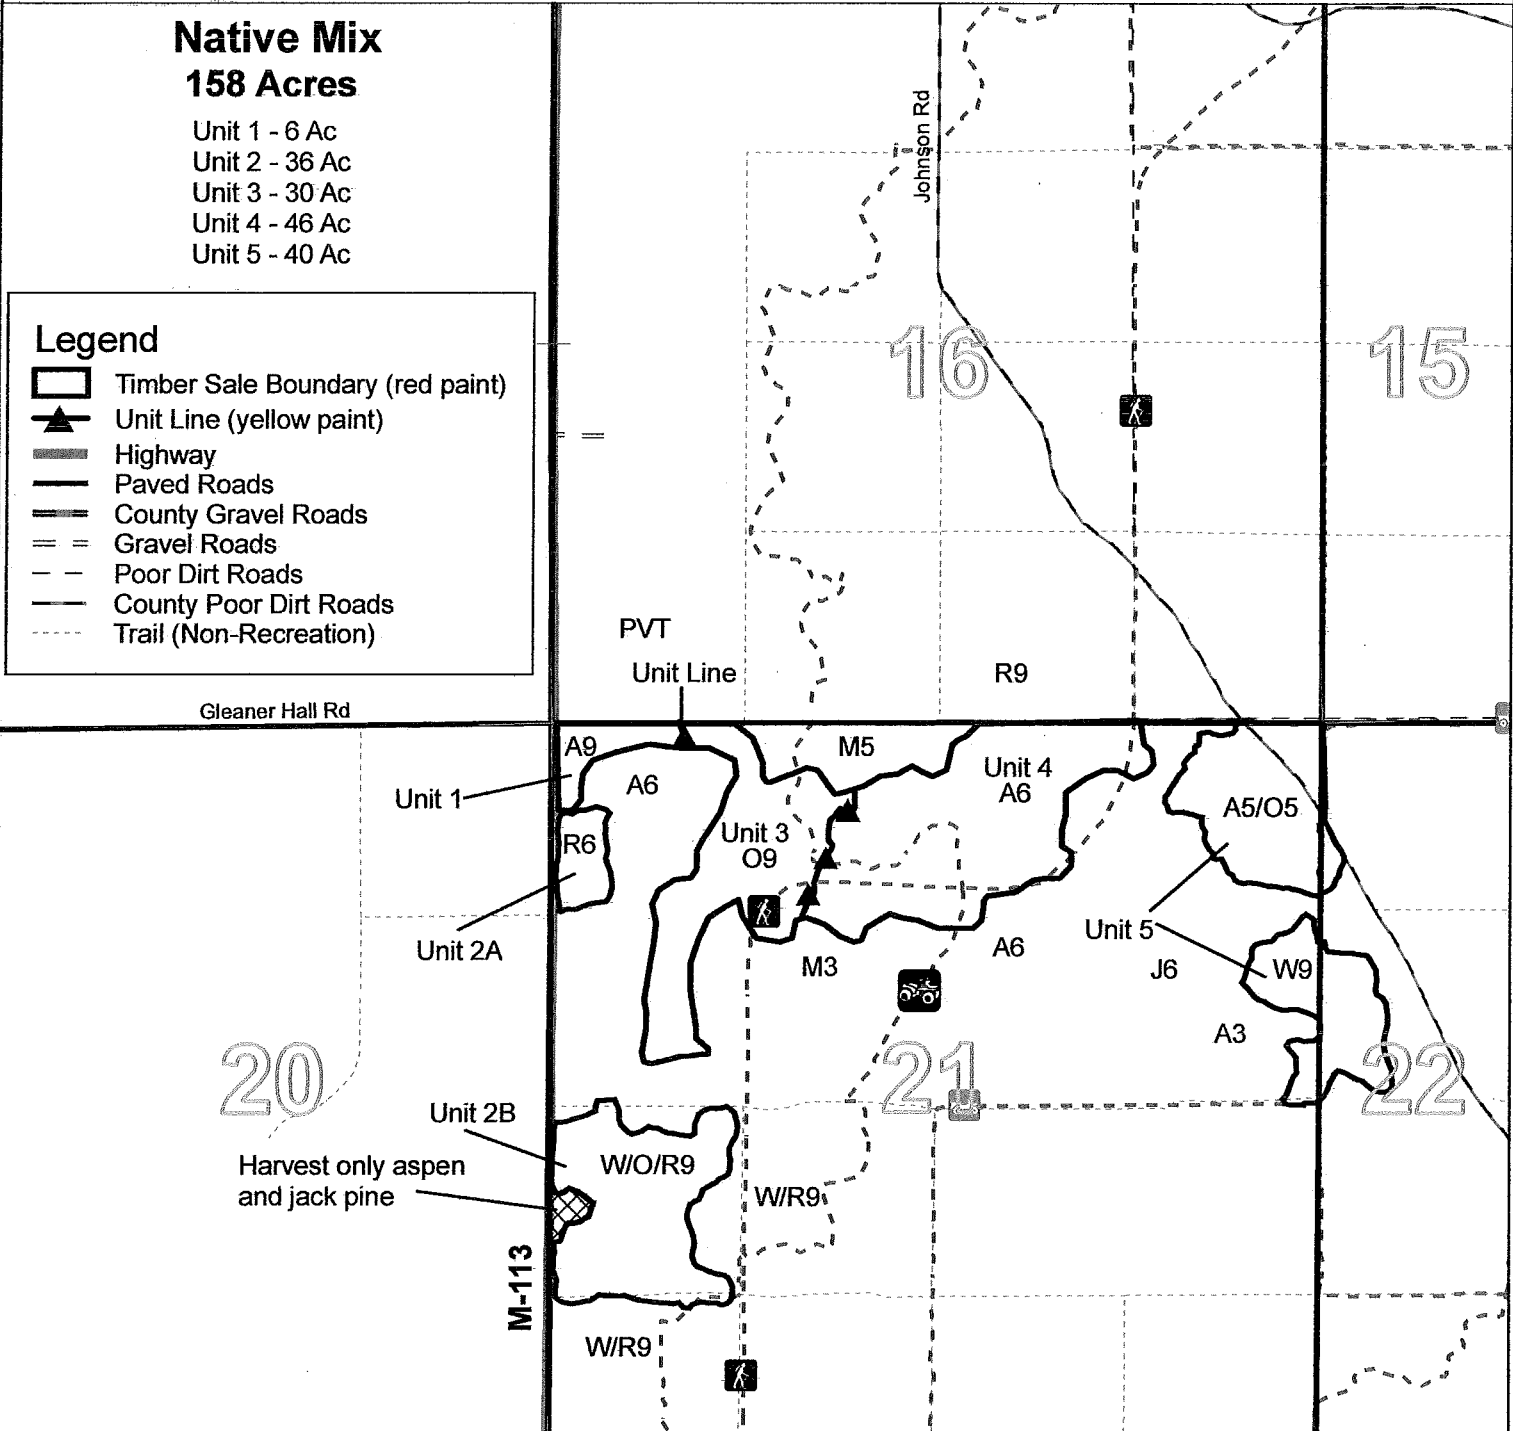 Native Mix
158 Acres
Unit 1 - 6 Ac
Unit 2 - 36 Ac
Unit 3 - 30 Ac
Unit 4 - 46 Ac
Unit 5 - 40 Ac
Legend
Timber Sale Boundary (red paint)
Unit Line (yellow paint)
Highway
Paved Roads
County Gravel Roads
Gravel Roads
Poor Dirt Roads
County Poor Dirt Roads
Trail (Non-Recreation)
Johnson Rd
16
15
PVT
Unit Line
R9
Gleaner Hall Rd
A9
M5
Unit 4
A6
A6
Unit 1
A5/O5
Unit 3
O9
R6
Unit 2A
Unit 5
M3
A6
J6
W9
A3
20
21
22
Unit 2B
Harvest only aspen
and jack pine
W/O/R9
W/R9
M-113
W/R9